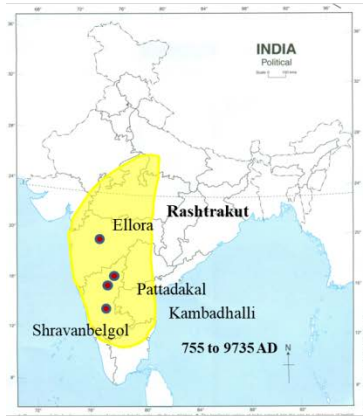 INDIA
Political
Rashtrakut
Ellora
Pattadakal
Kambadhalli
Shravanbelgol
755 to 9735 AD
N